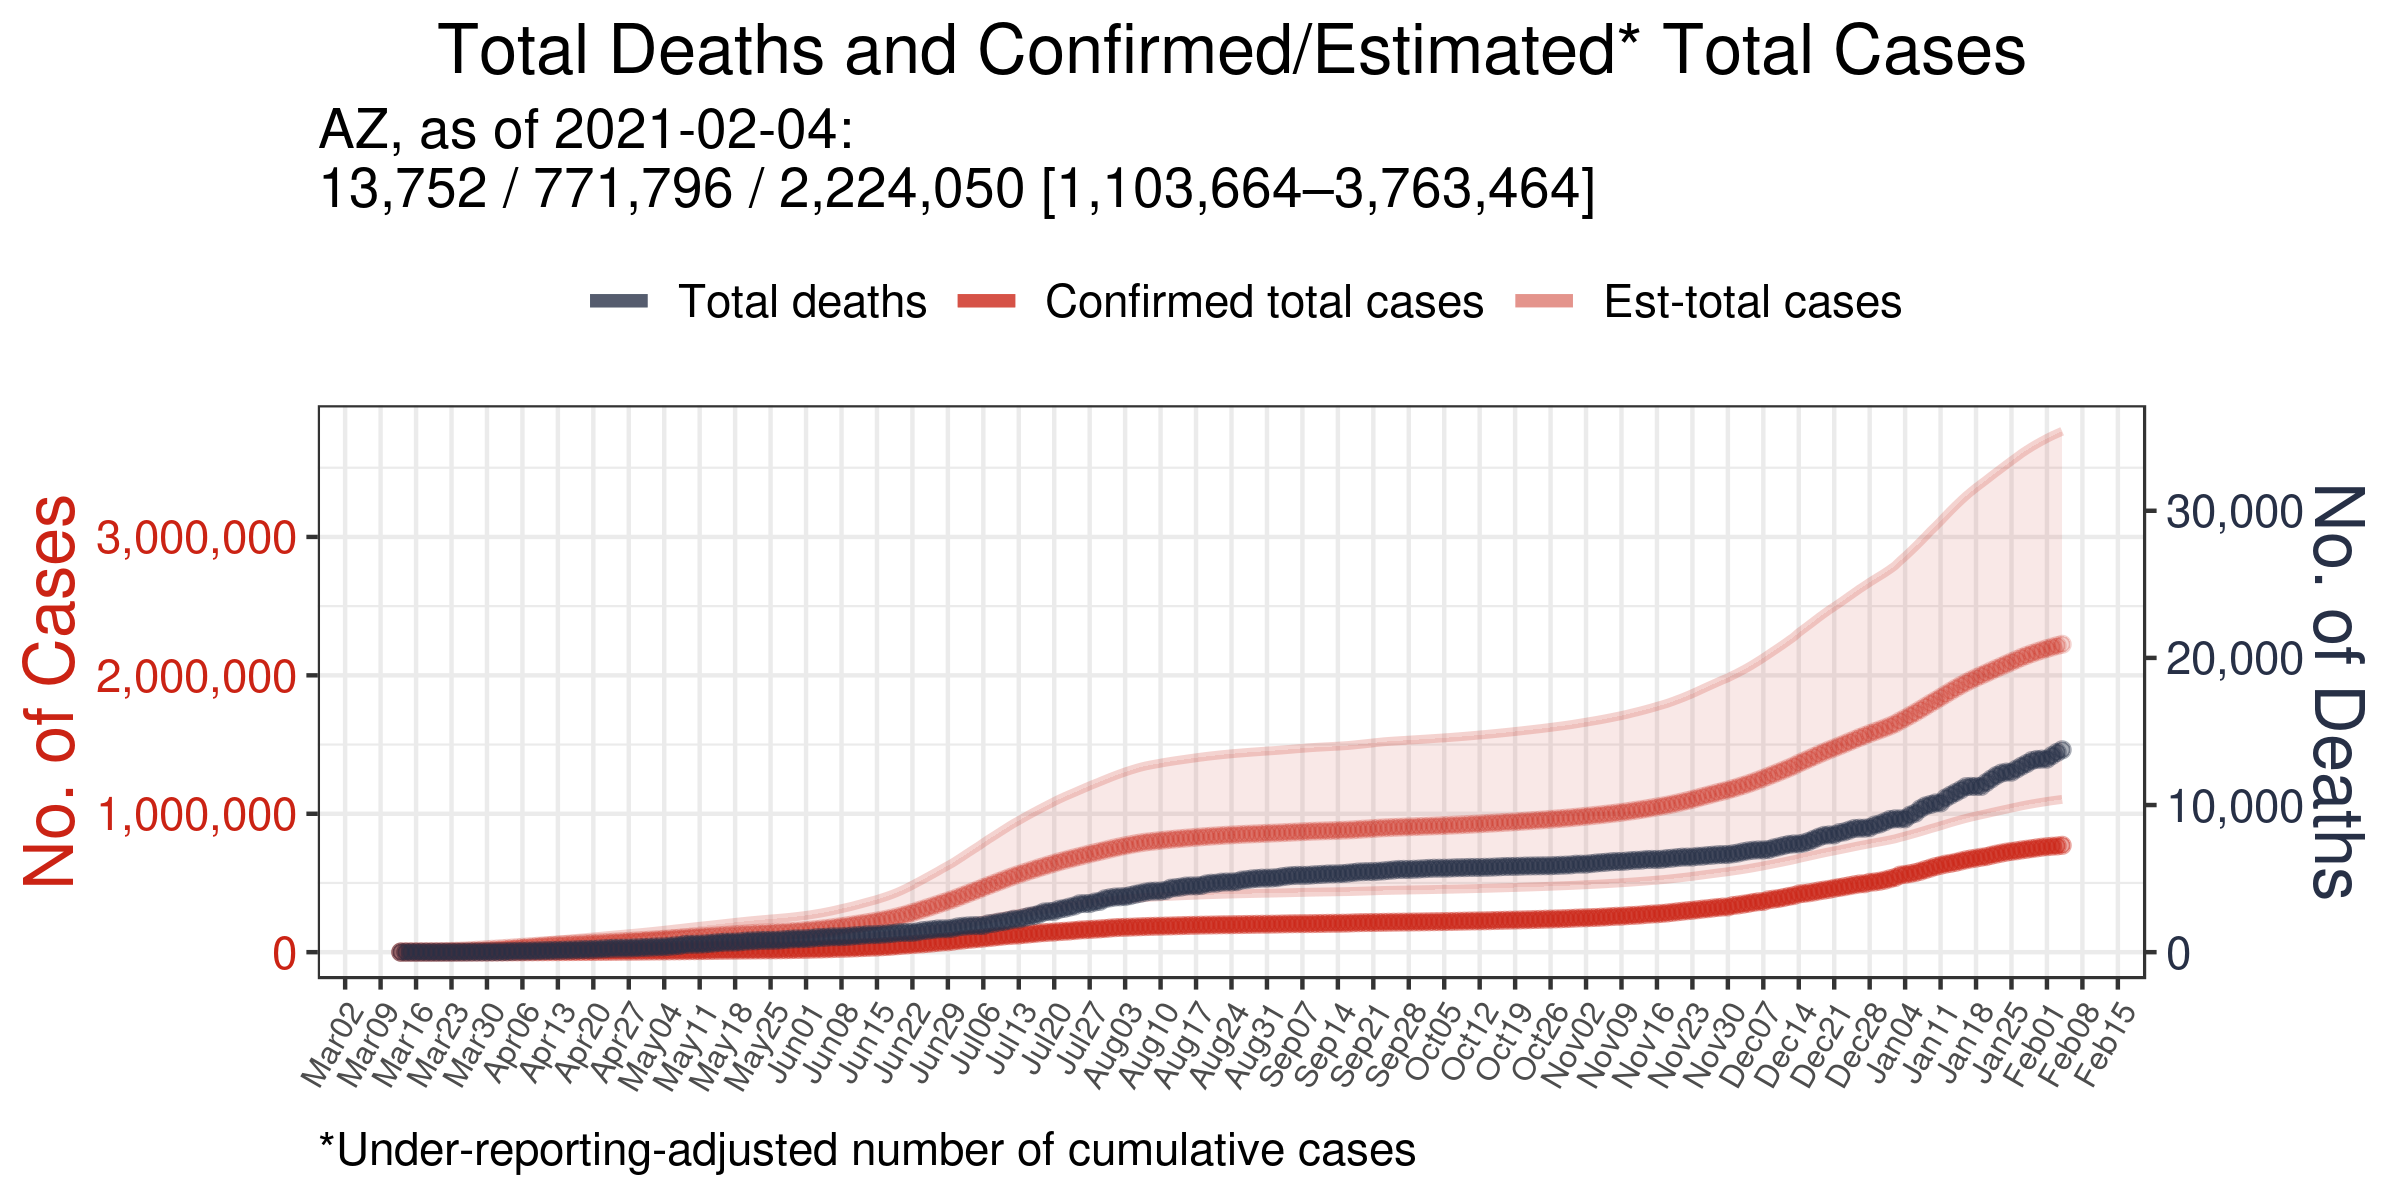 Total Deaths and Confirmed/Estimated* Total Cases
AZ, as of 2021-02-04:
13,752 / 771,796 / 2,224,050 [1,103,664–3,763,464]
Total deaths
Confirmed total cases
Est-total cases
No. of Cases
3,000,000
2,000,000
1,000,000
0
30,000
20,000
10,000
0
No. of Deaths
Mar02
Mar09
Mar16
Mar23
Mar30
Apr06
Apr13
Apr20
Apr27
May04
May11
May18
May25
Jun01
Jun08
Jun15
Jun22
Jun29
Jul06
Jul13
Jul20
Jul27
Aug03
Aug10
Aug17
Aug24
Aug31
Sep07
Sep14
Sep21
Sep28
Oct05
Oct12
Oct19
Oct26
Nov02
Nov09
Nov16
Nov23
Nov30
Dec07
Dec14
Dec21
Dec28
Jan04
Jan11
Jan18
Jan25
Feb01
Feb08
Feb15
*Under-reporting-adjusted number of cumulative cases